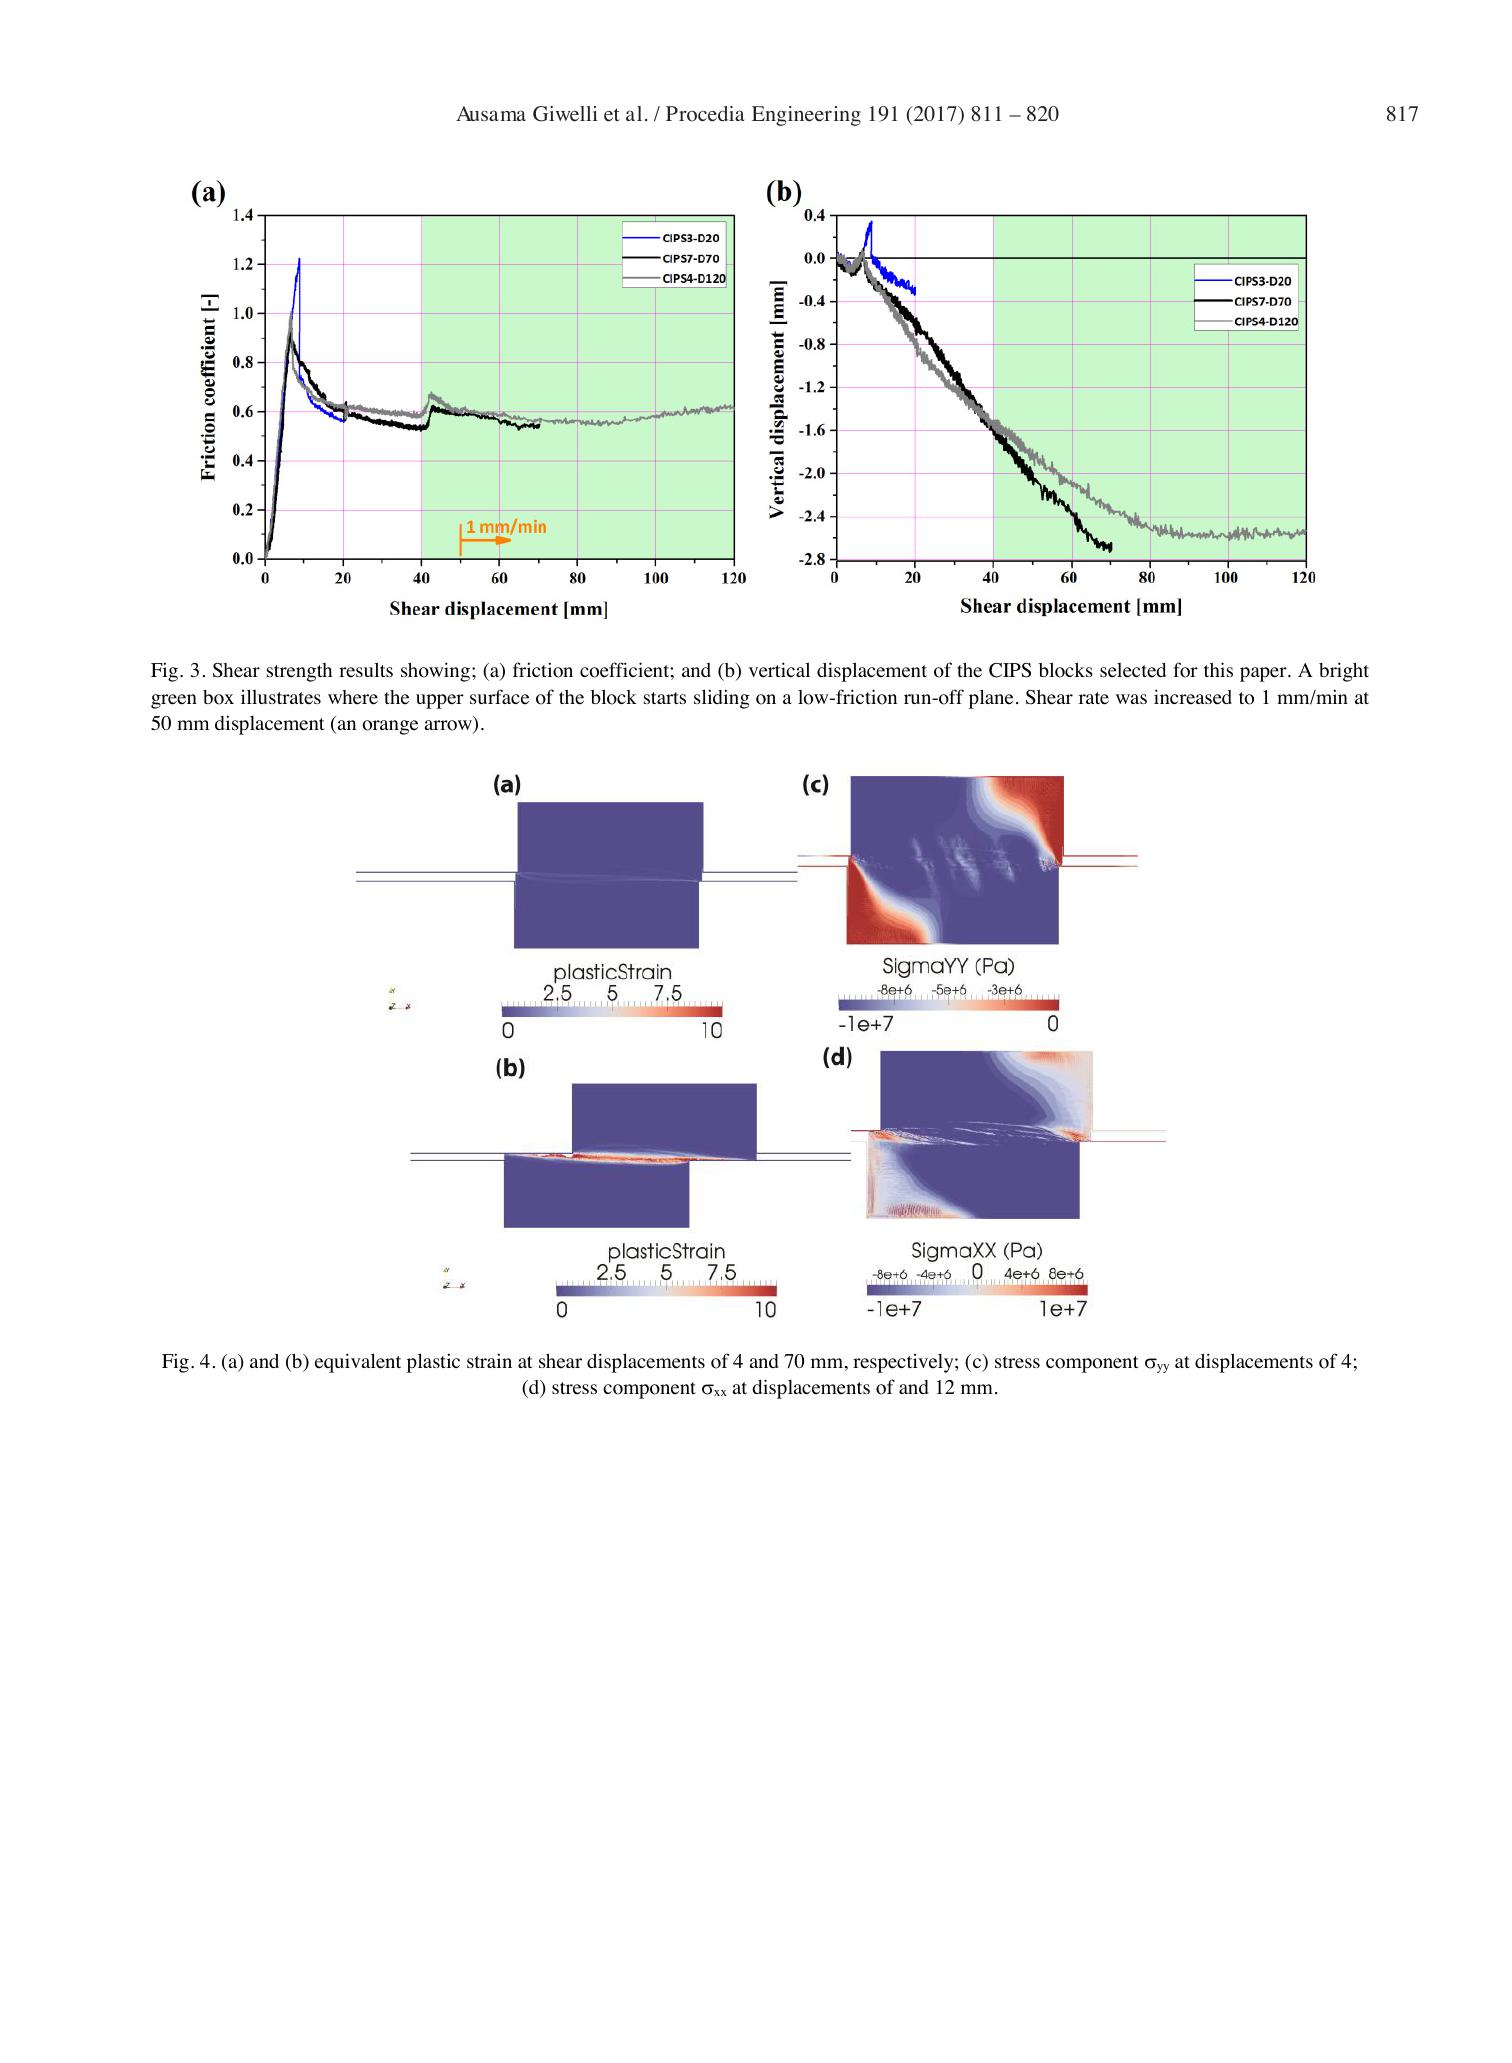 Ausama Giwelli et al. / Procedia Engineering 191 (2017) 811 – 820
817
(a)
1.4
1.2
1.0
0.8
0.6
0.4
0.2
0.0
Friction coefficient [-]
CIPS3-D20
CIPS7-D70
CIPS4-D120
1 mm/min
0 20 40 60 80 100 120
Shear displacement [mm]
(b)
0.4
0.0
-0.4
-0.8
-1.2
-1.6
-2.0
-2.4
-2.8
Vertical displacement [mm]
CIPS3-D20
CIPS7-D70
CIPS4-D120
0 20 40 60 80 100 120
Shear displacement [mm]
Fig. 3. Shear strength results showing; (a) friction coefficient; and (b) vertical displacement of the CIPS blocks selected for this paper. A bright
green box illustrates where the upper surface of the block starts sliding on a low-friction run-off plane. Shear rate was increased to 1 mm/min at
50 mm displacement (an orange arrow).
(a)
plasticStrain
2.5 5 7.5
0 10
(c)
SigmaYY (Pa)
-8e+6 -5e+6 -3e+6
-1e+7 0
(b)
plasticStrain
2.5 5 7.5
0 10
(d)
SigmaXX (Pa)
-8e+6 -4e+6 0 4e+6 8e+6
-1e+7 1e+7
Fig. 4. (a) and (b) equivalent plastic strain at shear displacements of 4 and 70 mm, respectively; (c) stress component σyy at displacements of 4;
(d) stress component σxx at displacements of and 12 mm.